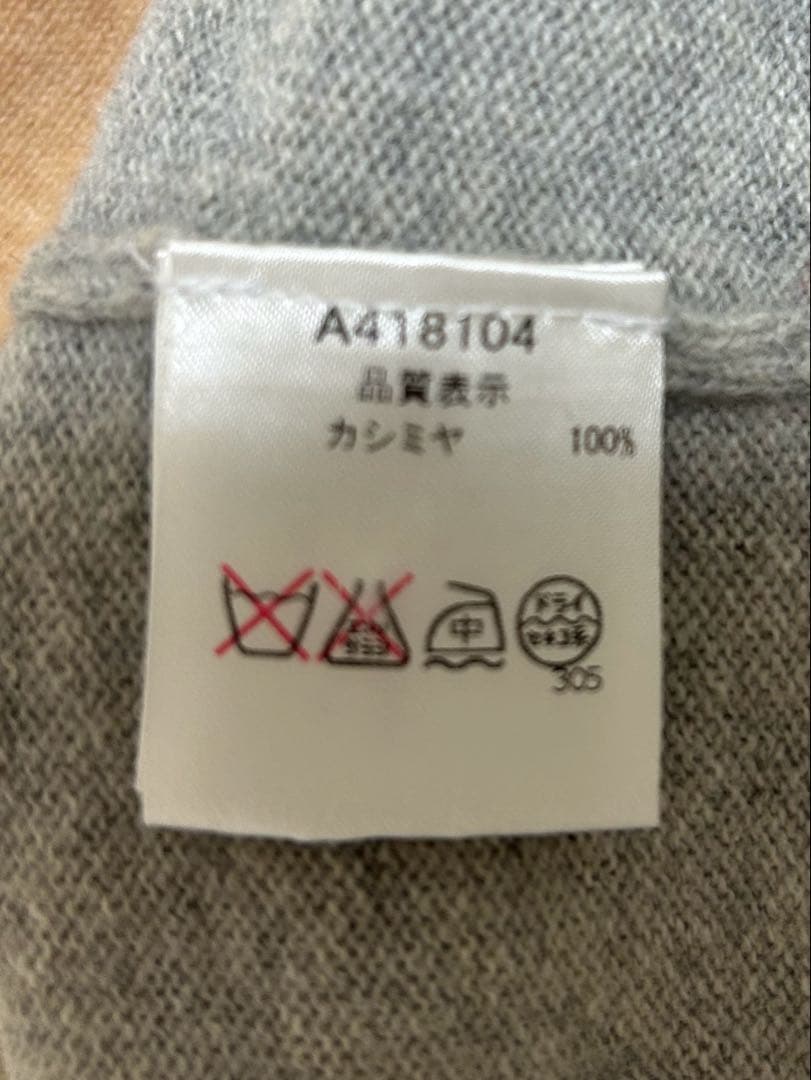 A418104
品質表示
カシミヤ 100%
中
ドライ
セキユ系
305